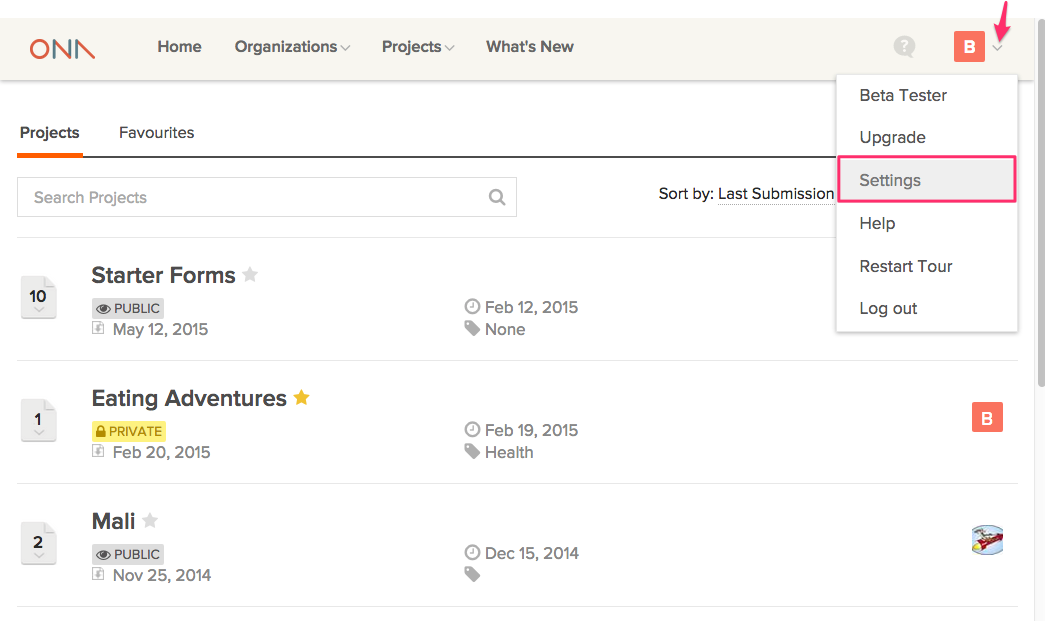 ONA Home Organizations Projects What's New ? B
Beta Tester
Upgrade
Settings
Help
Restart Tour
Log out
Projects Favourites
Search Projects Sort by: Last Submission
10 Starter Forms
PUBLIC Feb 12, 2015
May 12, 2015 None
1 Eating Adventures
PRIVATE Feb 19, 2015 B
Feb 20, 2015 Health
2 Mali
PUBLIC Dec 15, 2014
Nov 25, 2014